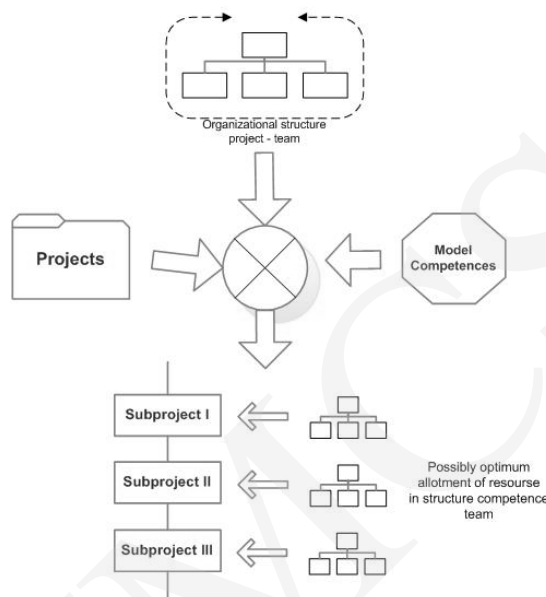 Organizational structure
project - team
Projects
Model
Competences
Subproject I
Subproject II
Subproject III
Possibly optimum
allotment of resourse
in structure competence
team